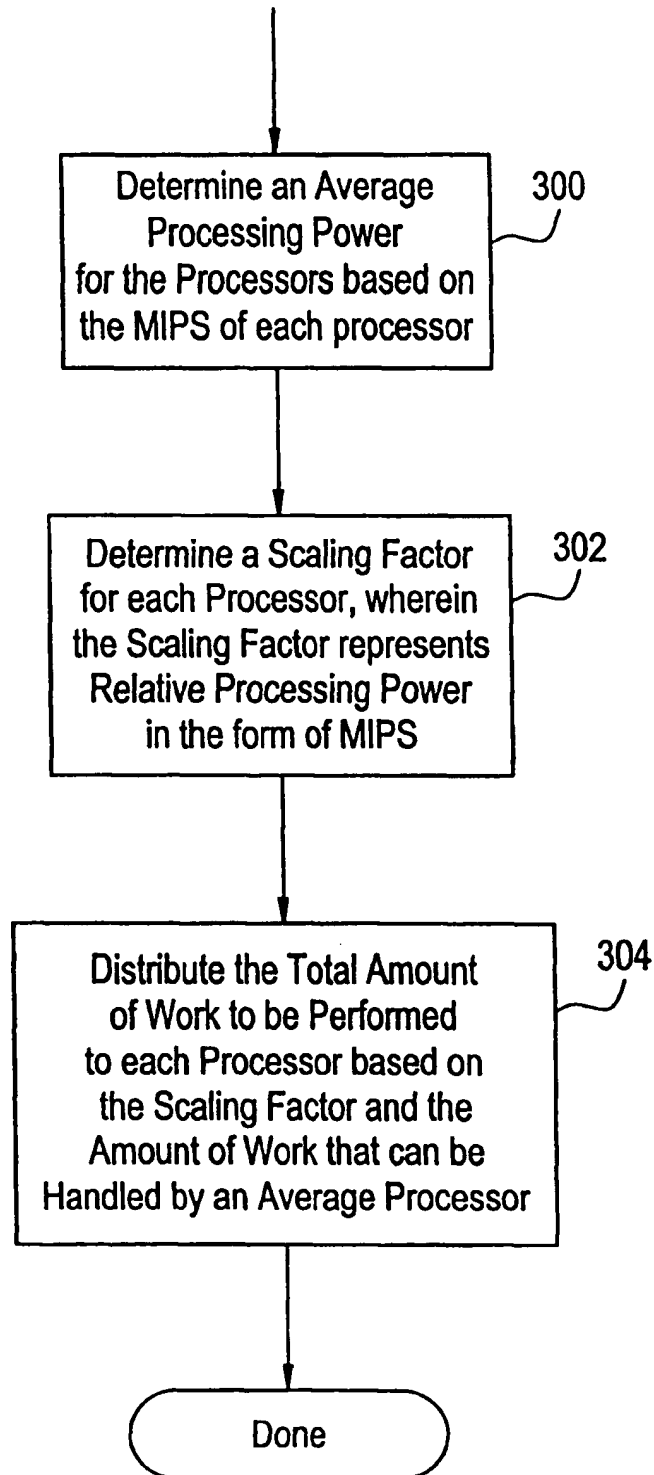 Determine an Average
Processing Power
for the Processors based on
the MIPS of each processor
300
Determine a Scaling Factor
for each Processor, wherein
the Scaling Factor represents
Relative Processing Power
in the form of MIPS
302
Distribute the Total Amount
of Work to be Performed
to each Processor based on
the Scaling Factor and the
Amount of Work that can be
Handled by an Average Processor
304
Done